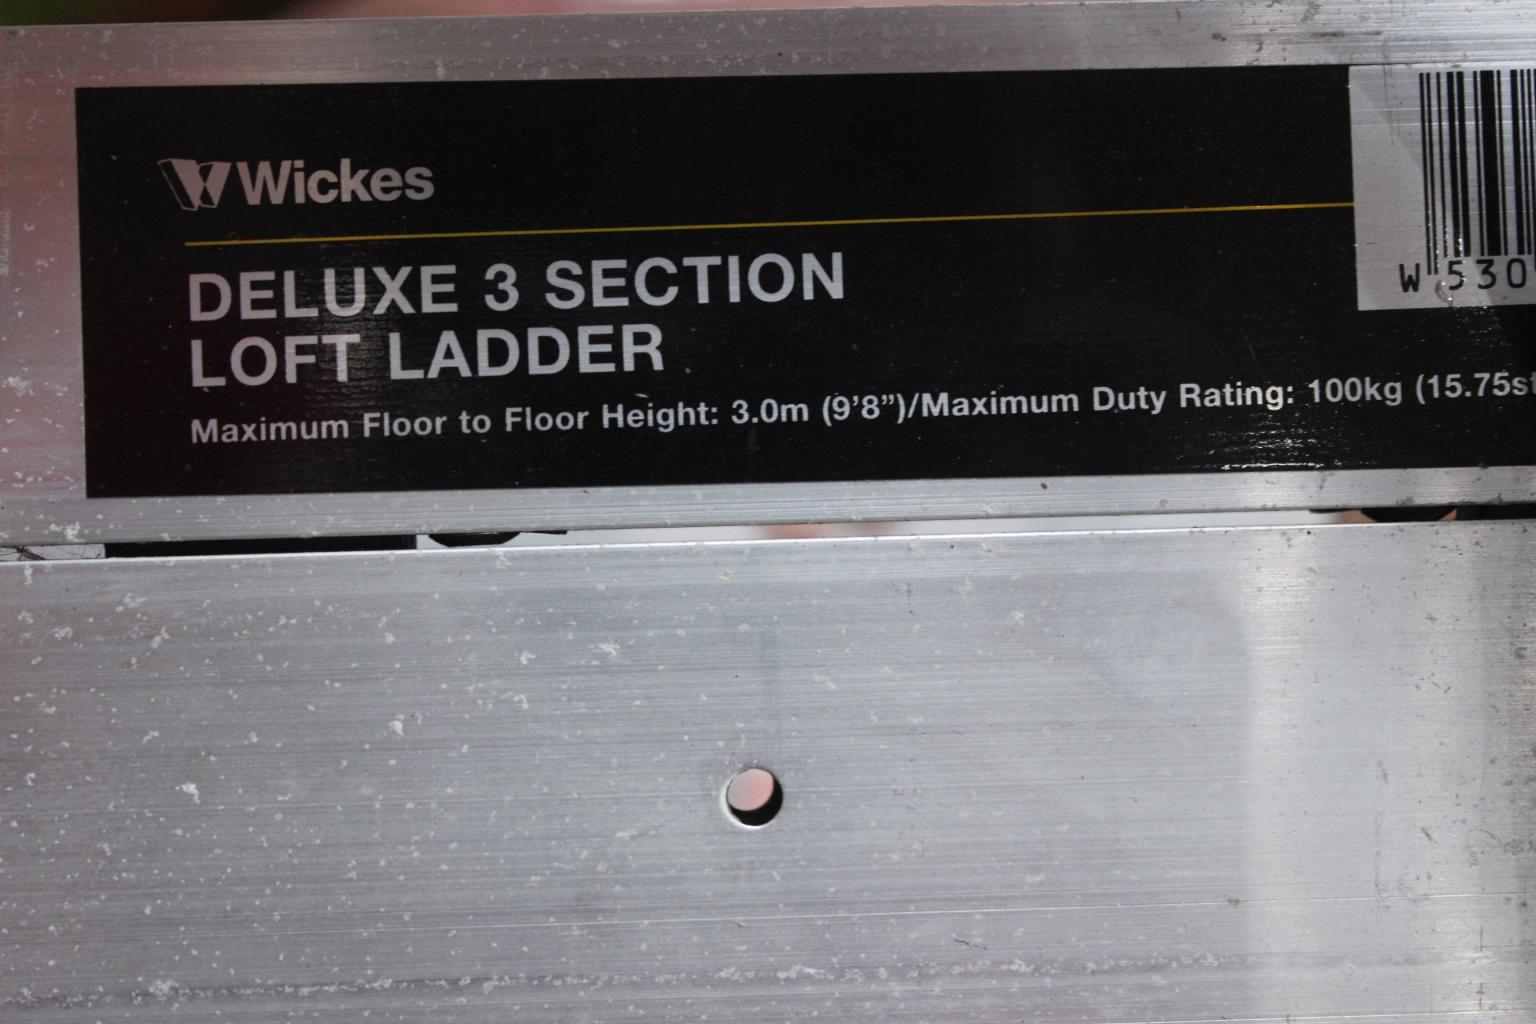 Wickes
DELUXE 3 SECTION
LOFT LADDER
Maximum Floor to Floor Height: 3.0m (9’8”)/Maximum Duty Rating: 100kg (15.75st
W 530